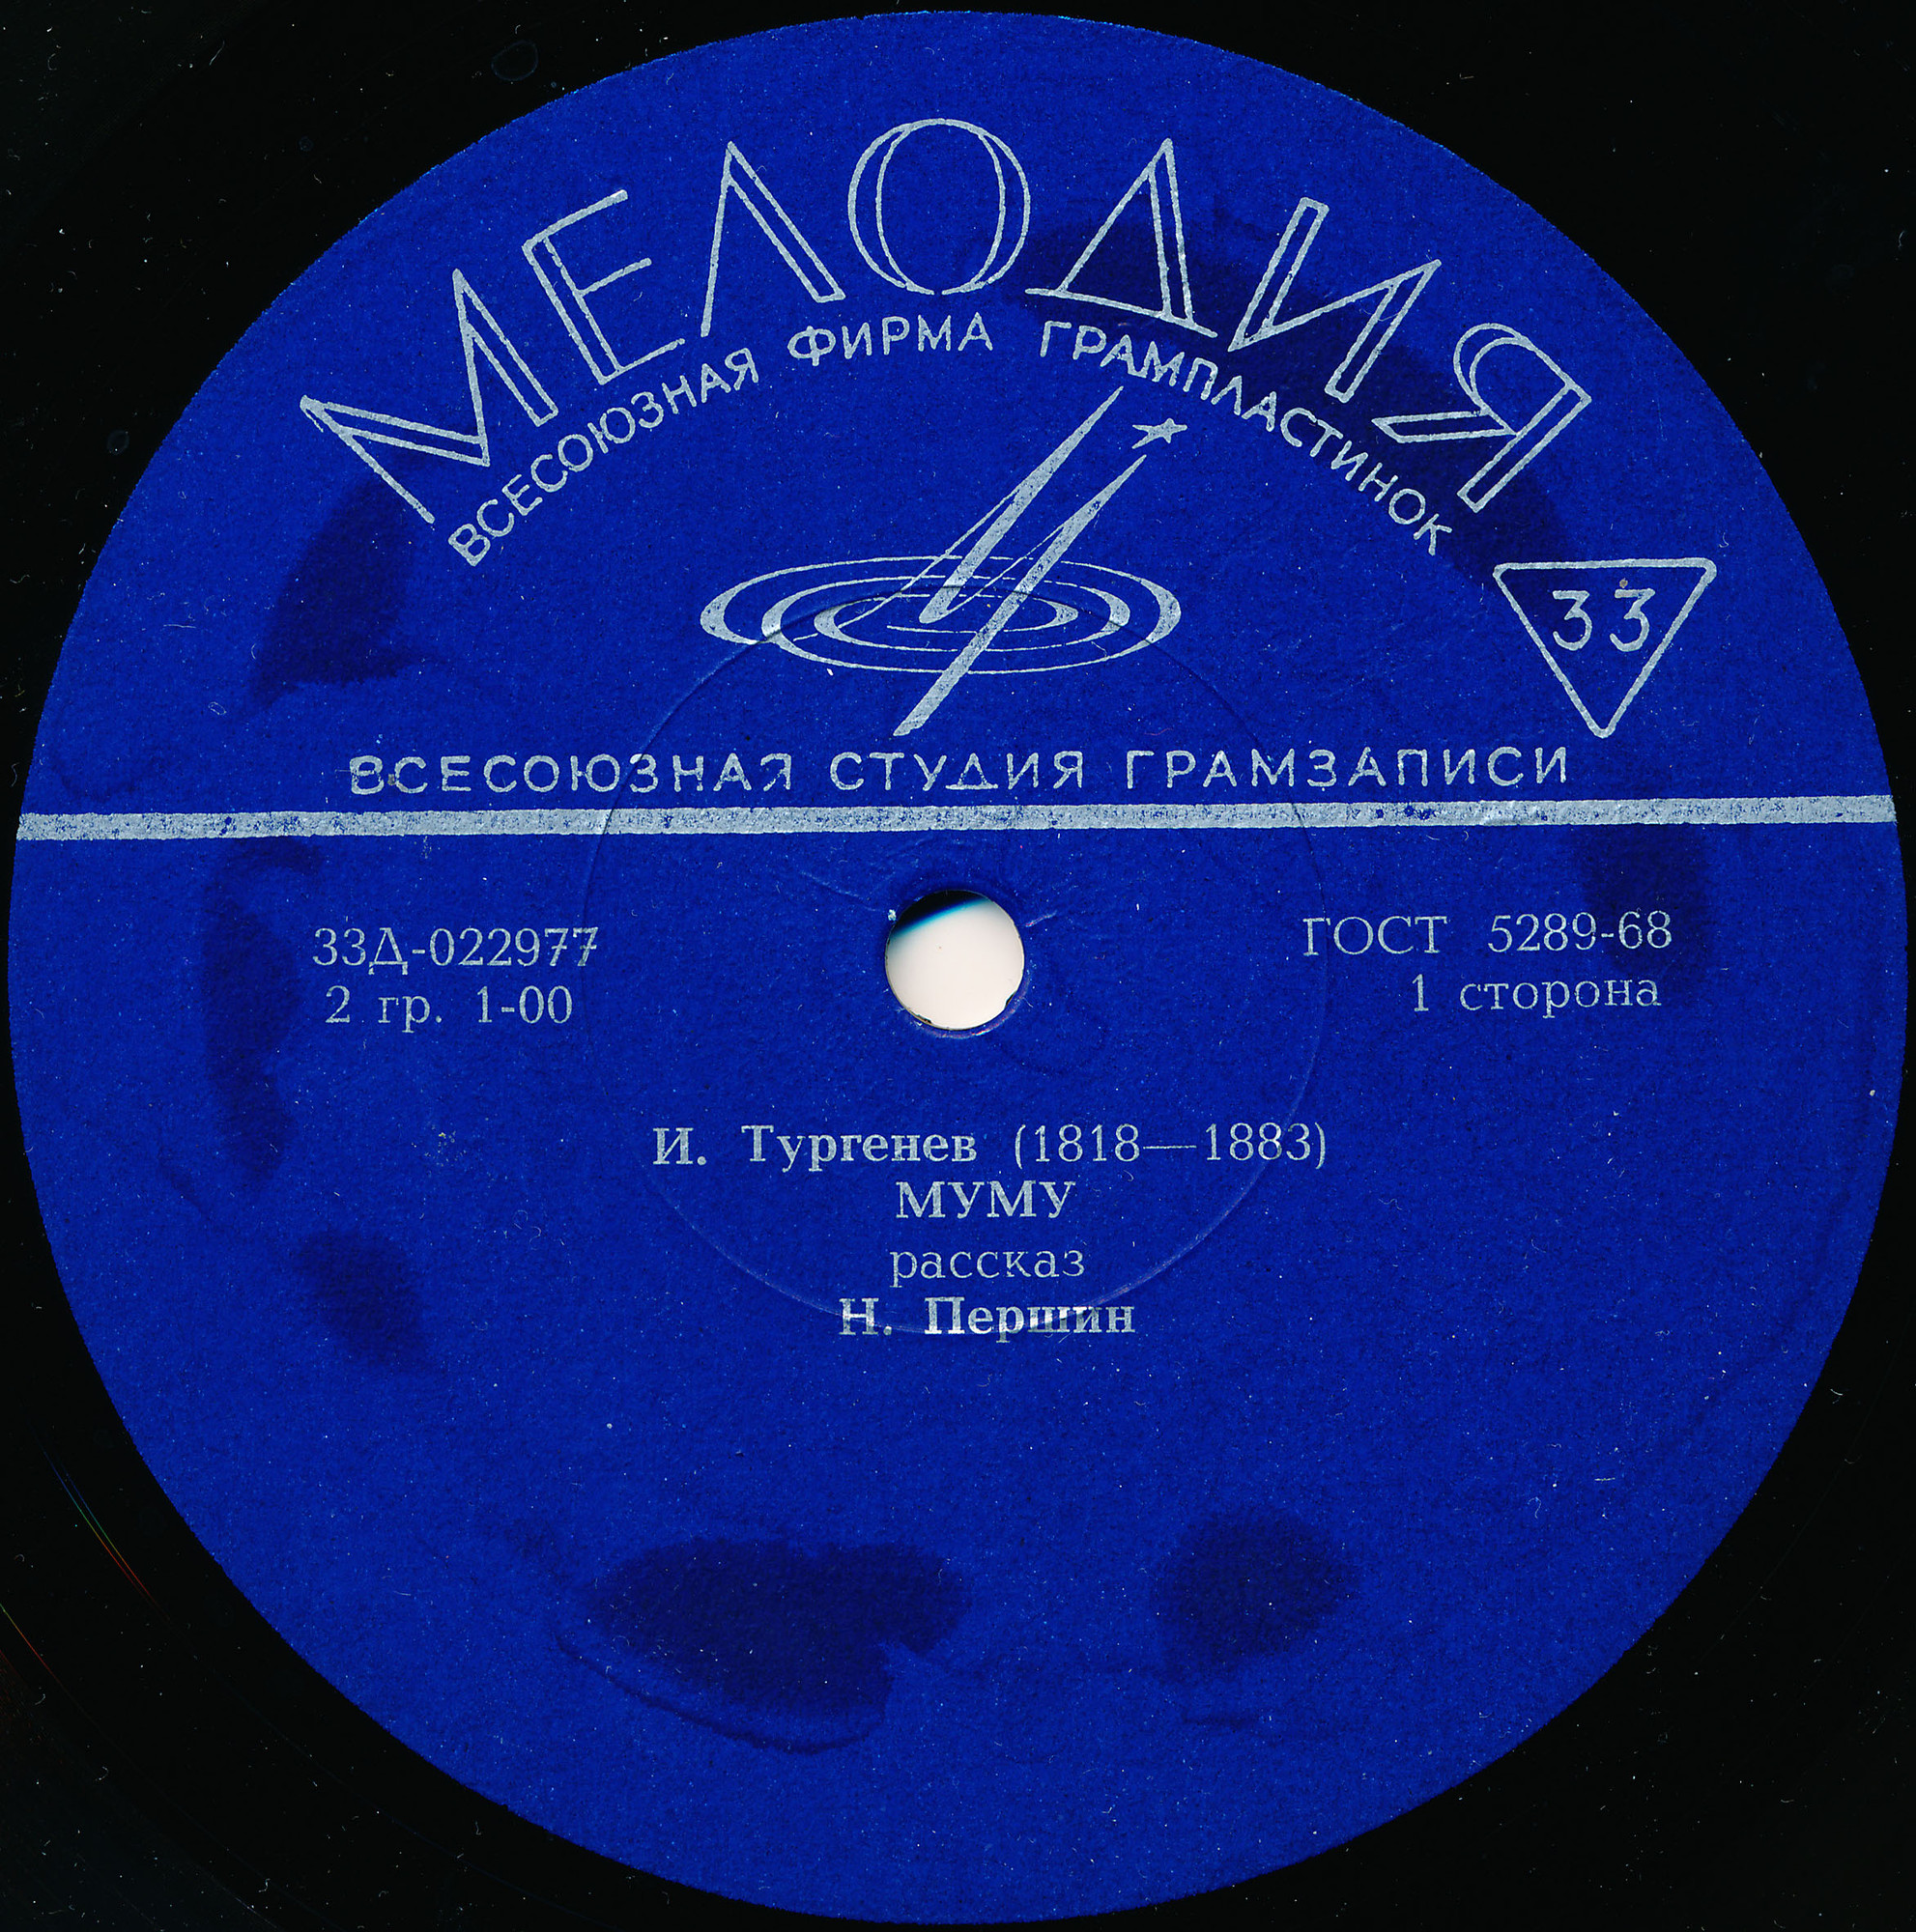 МЕЛОДИЯ
ВСЕСОЮЗНАЯ ФИРМА ГРАМПЛАСТИНОК
33
ВСЕСОЮЗНАЯ СТУДИЯ ГРАМЗАПИСИ
33Д-022977
2 гр. 1-00
ГОСТ 5289-68
1 сторона
И. Тургенев (1818—1883)
МУМУ
рассказ
Н. Першин